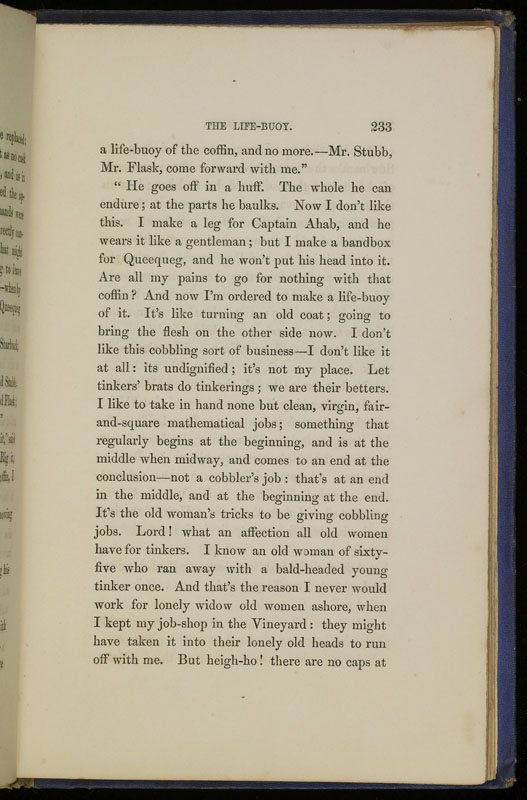 THE LIFE-BUOY. 233
a life-buoy of the coffin, and no more.—Mr. Stubb,
Mr. Flask, come forward with me.”
“ He goes off in a huff. The whole he can
endure; at the parts he baulks. Now I don't like
this. I make a leg for Captain Ahab, and he
wears it like a gentleman; but I make a bandbox
for Queequeg, and he won't put his head into it.
Are all my pains to go for nothing with that
coffin? And now I'm ordered to make a life-buoy
of it. It's like turning an old coat; going to
bring the flesh on the other side now. I don't
like this cobbling sort of business—I don't like it
at all: its undignified; it's not my place. Let
tinkers' brats do tinkerings; we are their betters.
I like to take in hand none but clean, virgin, fair-
and-square mathematical jobs; something that
regularly begins at the beginning, and is at the
middle when midway, and comes to an end at the
conclusion—not a cobbler's job: that's at an end
in the middle, and at the beginning at the end.
It's the old woman's tricks to be giving cobbling
jobs. Lord! what an affection all old women
have for tinkers. I know an old woman of sixty-
five who ran away with a bald-headed young
tinker once. And that's the reason I never would
work for lonely widow old women ashore, when
I kept my job-shop in the Vineyard: they might
have taken it into their lonely old heads to run
off with me. But heigh-ho! there are no caps at